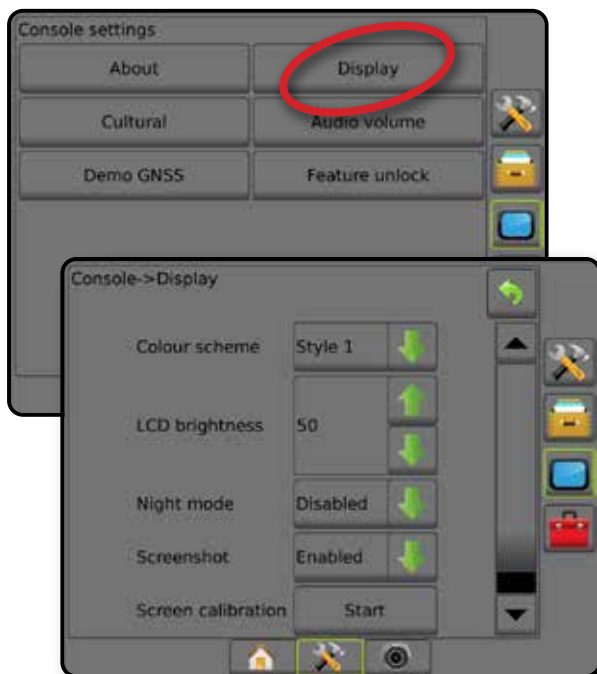 Console settings
About Display
Cultural Audio volume
Demo GNSS Feature unlock
Console->Display
Colour scheme Style 1
LCD brightness 50
Night mode Disabled
Screenshot Enabled
Screen calibration Start